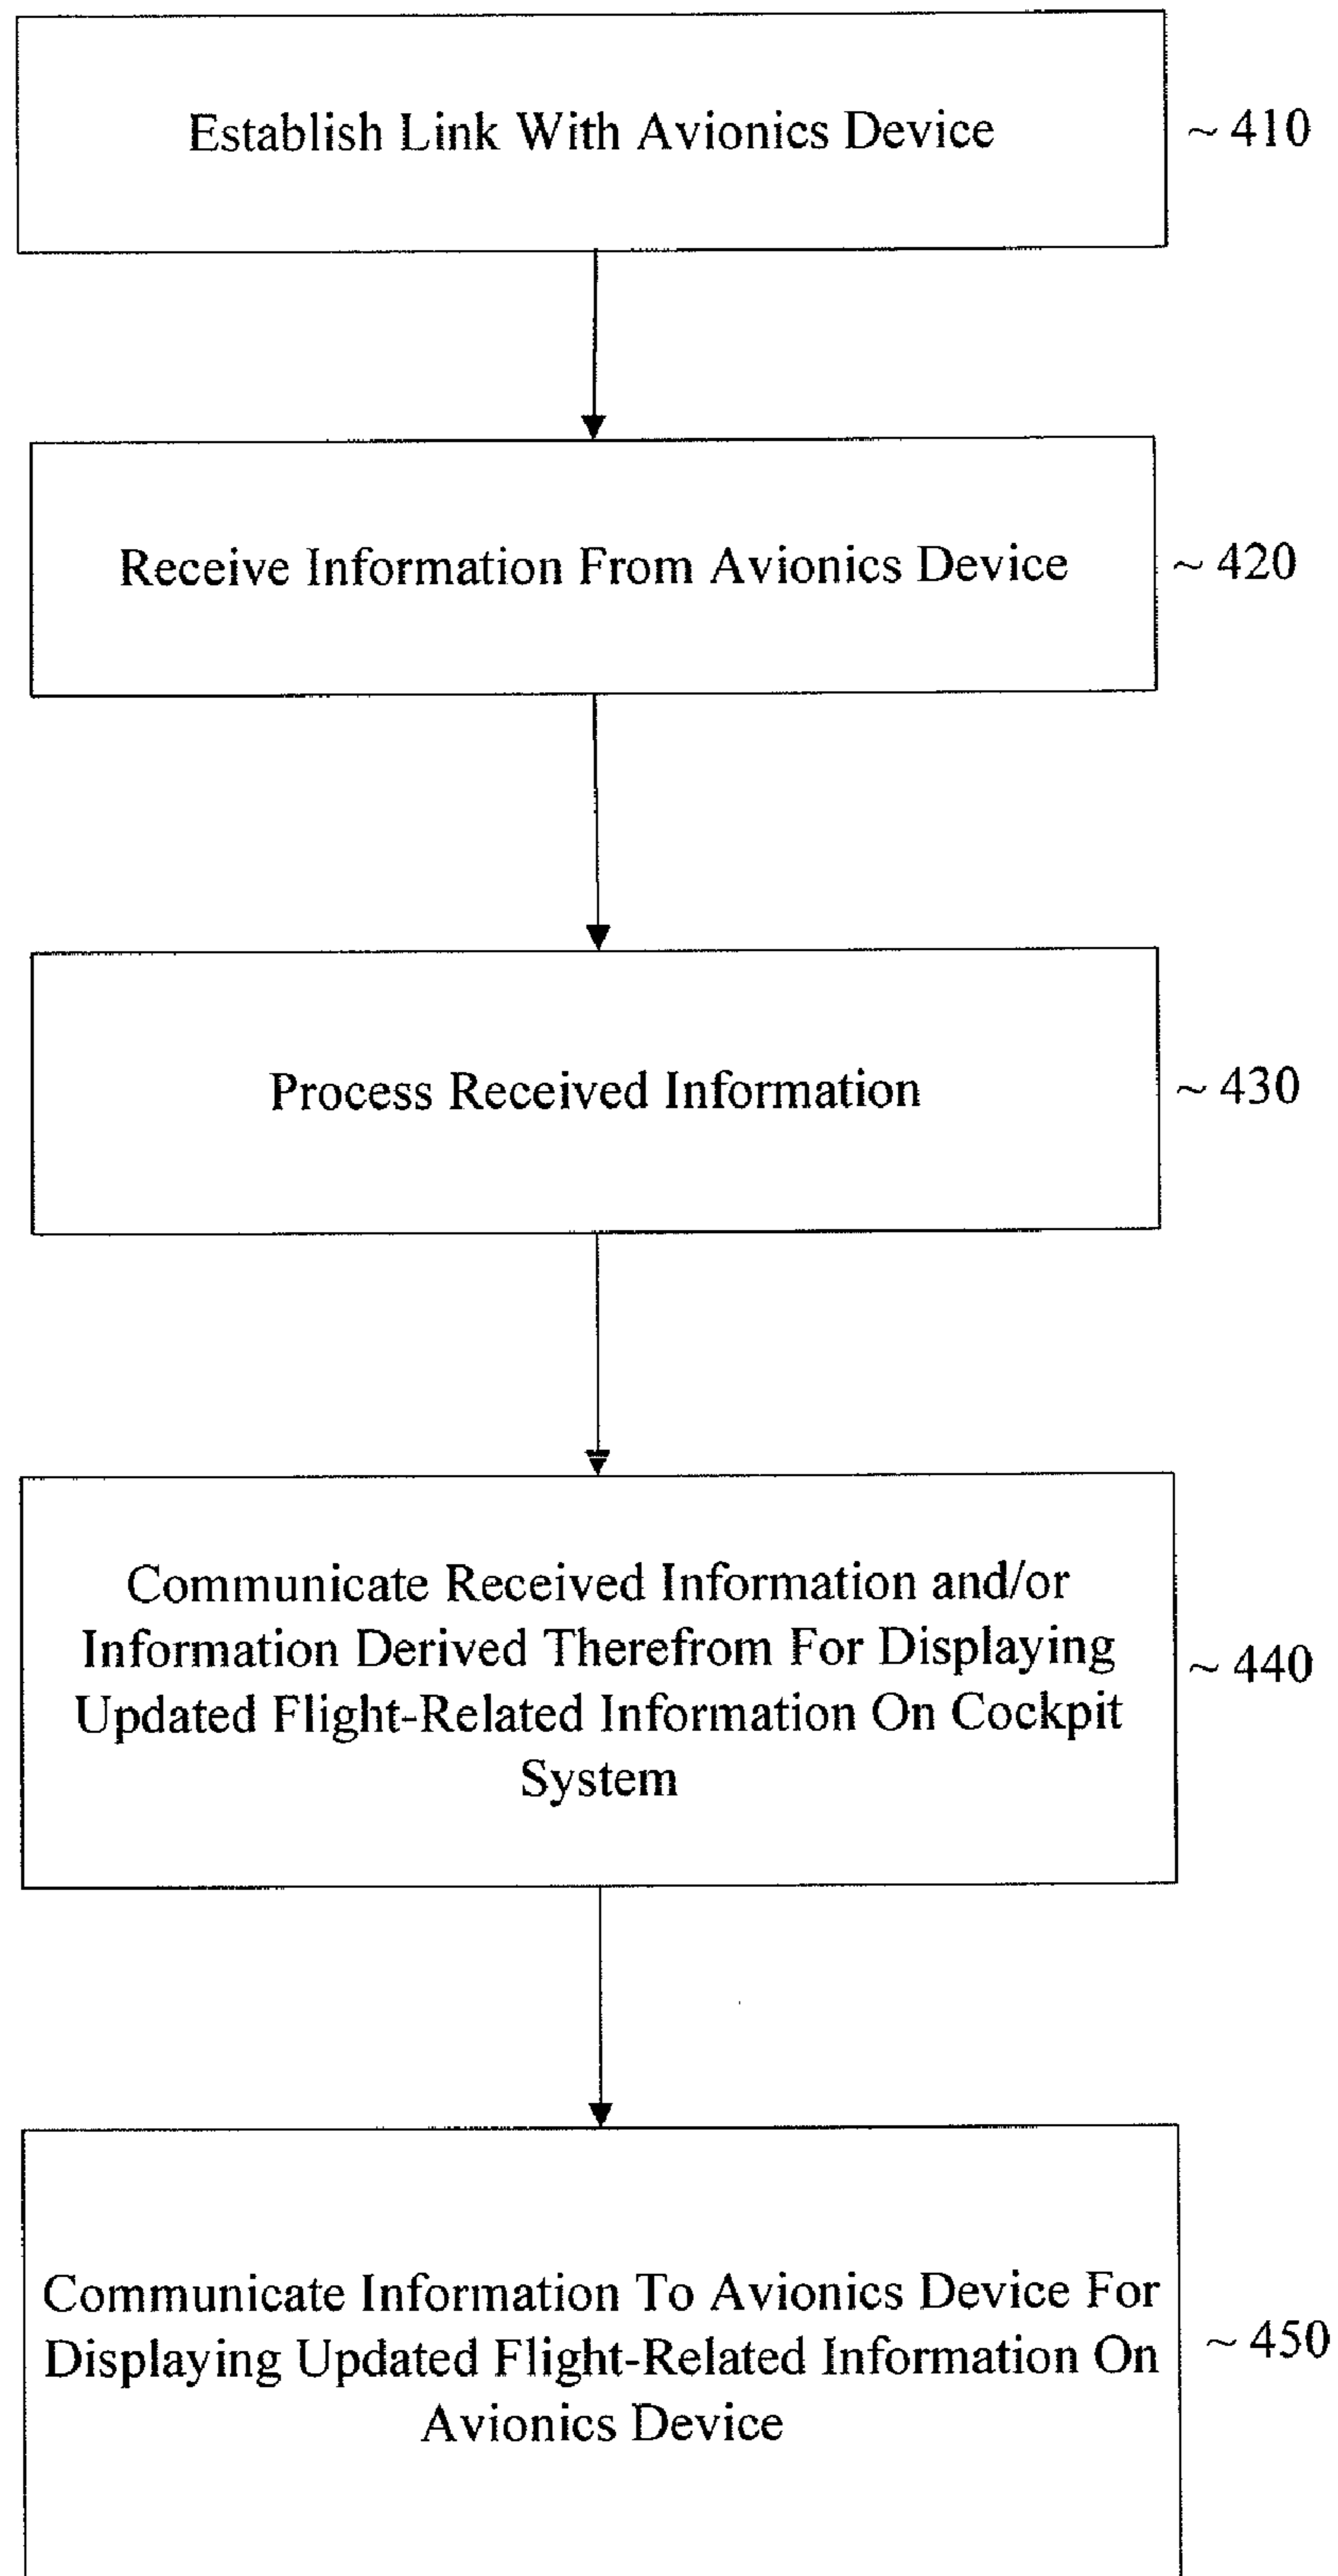 Establish Link With Avionics Device
~ 410
Receive Information From Avionics Device
~ 420
Process Received Information
~ 430
Communicate Received Information and/or
Information Derived Therefrom For Displaying
Updated Flight-Related Information On Cockpit
System
~ 440
Communicate Information To Avionics Device For
Displaying Updated Flight-Related Information On
Avionics Device
~ 450